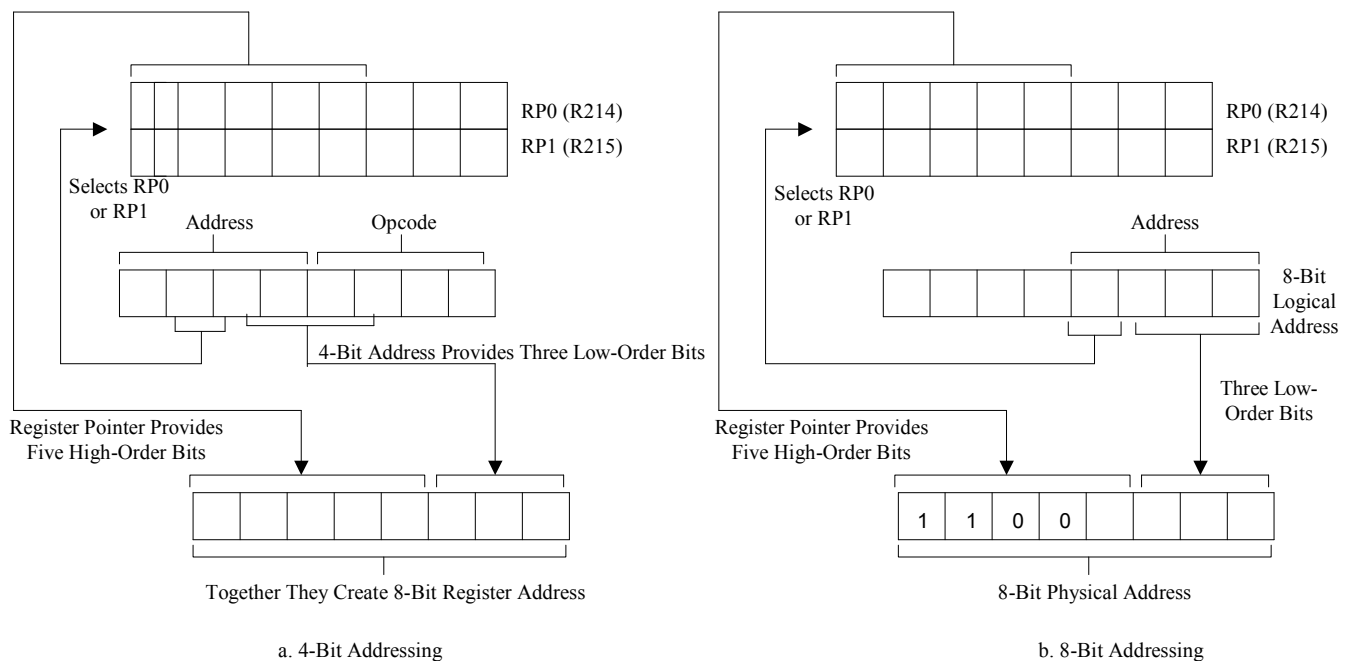 RP0 (R214)
RP1 (R215)
Selects RP0
or RP1
Address
Opcode
4-Bit Address Provides Three Low-Order Bits
Register Pointer Provides
Five High-Order Bits
Together They Create 8-Bit Register Address
a. 4-Bit Addressing
RP0 (R214)
RP1 (R215)
Selects RP0
or RP1
Address
8-Bit
Logical
Address
Three Low-
Order Bits
Register Pointer Provides
Five High-Order Bits
1 1 0 0
8-Bit Physical Address
b. 8-Bit Addressing